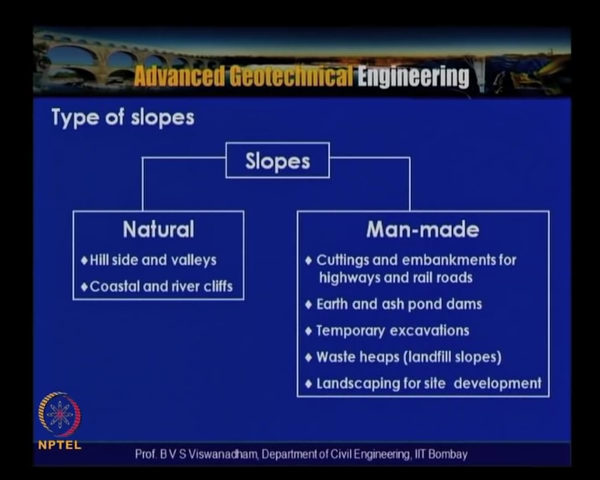 Advanced Geotechnical Engineering
Type of slopes
Slopes
Natural
♦Hill side and valleys
♦Coastal and river cliffs
Man-made
♦ Cuttings and embankments for
highways and rail roads
♦ Earth and ash pond dams
♦ Temporary excavations
♦ Waste heaps (landfill slopes)
♦ Landscaping for site development
NPTEL
Prof. B V S Viswanadham, Department of Civil Engineering, IIT Bombay